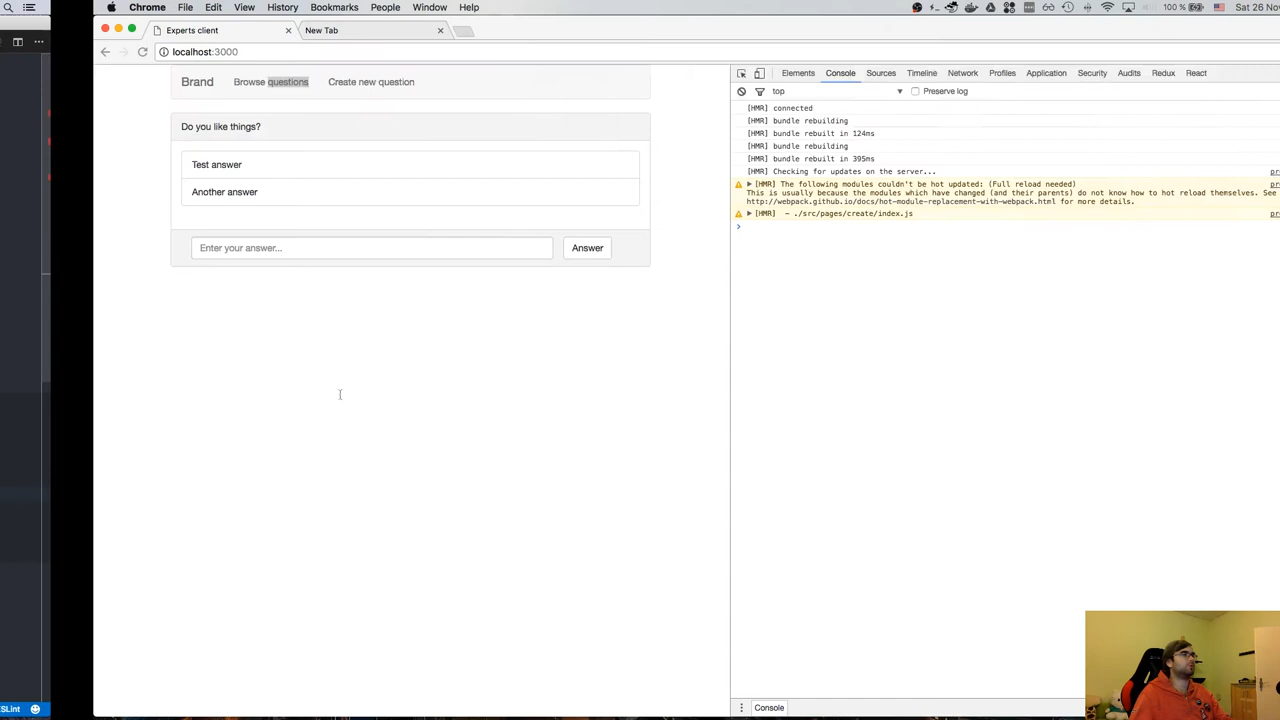 Chrome File Edit View History Bookmarks People Window Help 100 % Sat 26 Nov
Experts client New Tab
localhost:3000
Brand Browse questions Create new question
Do you like things?
Test answer
Another answer
Enter your answer... Answer
Elements Console Sources Timeline Network Profiles Application Security Audits Redux React
top Preserve log
[HMR] connected
[HMR] bundle rebuilding
[HMR] bundle rebuilt in 124ms
[HMR] bundle rebuilding
[HMR] bundle rebuilt in 395ms
[HMR] Checking for updates on the server...
[HMR] The following modules couldn't be hot updated: (Full reload needed)
This is usually because the modules which have changed (and their parents) do not know how to hot reload themselves. See
http://webpack.github.io/docs/hot-module-replacement-with-webpack.html for more details.
[HMR] - ./src/pages/create/index.js
Console
SLint